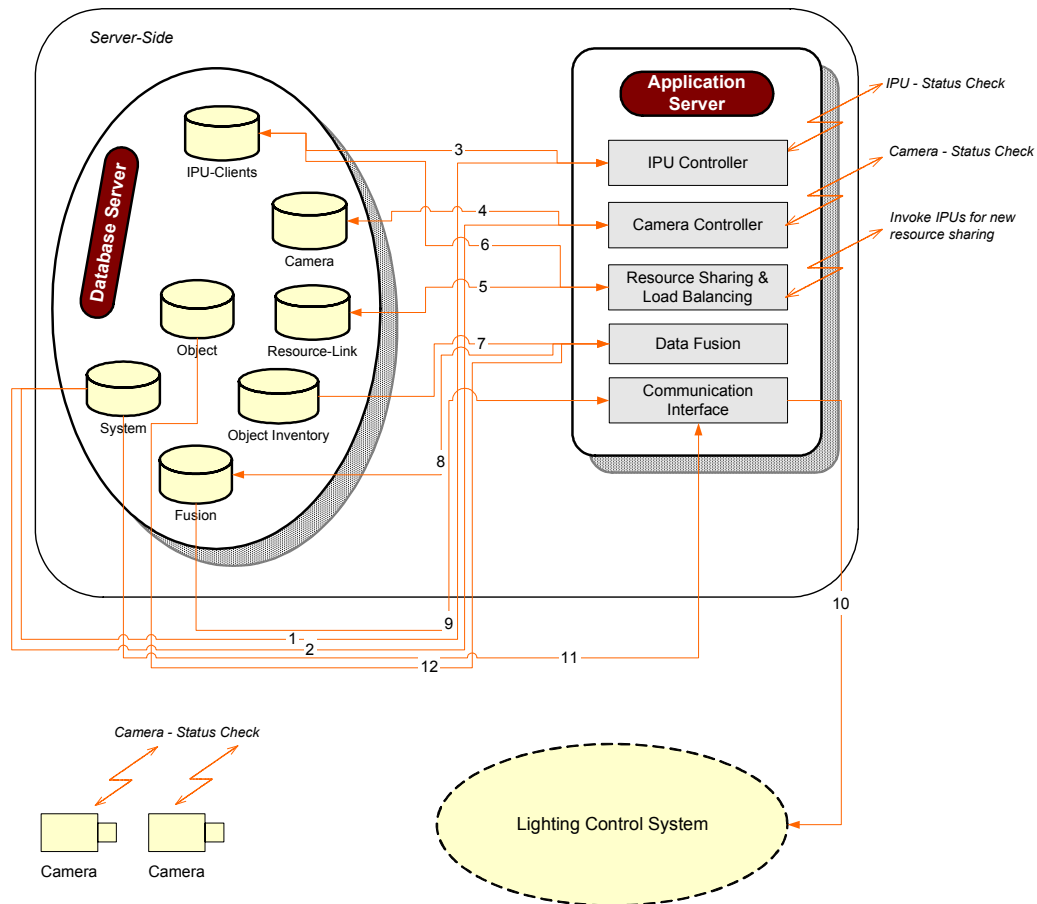 Server-Side
Application
Server
IPU - Status Check
IPU-Clients
3
IPU Controller
Camera - Status Check
Database Server
4
Camera Controller
Invoke IPUs for new
resource sharing
Camera
6
Resource Sharing &
Load Balancing
5
Object
Resource-Link
7
Data Fusion
System
Object Inventory
Communication
Interface
8
Fusion
10
9
1
2
11
12
Camera - Status Check
Lighting Control System
Camera
Camera